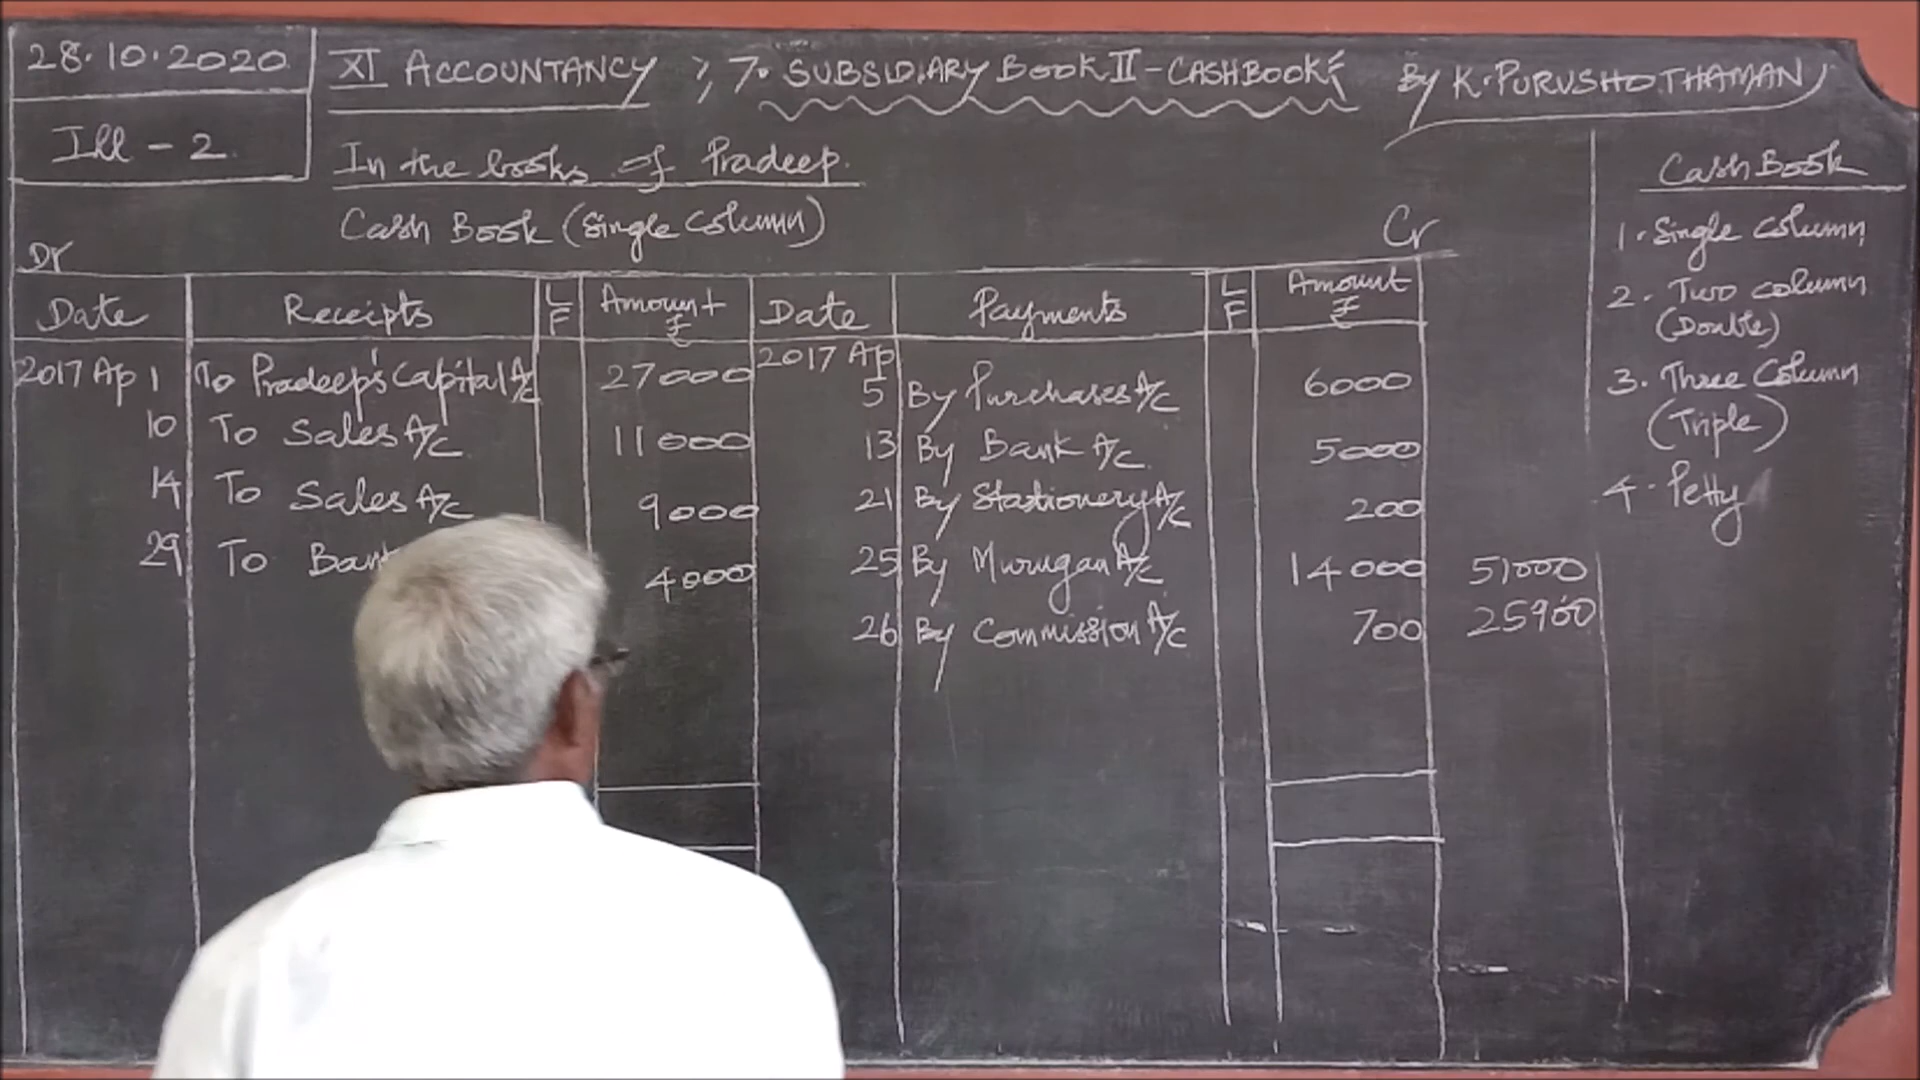 28.10.2020
XI ACCOUNTANCY ; 7. SUBSIDIARY BOOK II - CASHBOOK
By K. PURUSHOTHAMAN
Ill - 2
In the books of Pradeep.
Cash Book (Single Column)
Dr
Cr
Date Receipts L F Amount ₹ Date Payments L F Amount ₹
2017 Ap 1 To Pradeep's Capital A/c 27000 2017 Ap 5 By Purchases A/c 6000
10 To Sales A/c 11000 13 By Bank A/c 5000
14 To Sales A/c 9000 21 By Stationery A/c 200
29 To 4000 25 By Murugan A/c 14000
26 By Commission A/c 700
51000
25900
Cash Book
1. Single Column
2. Two column
(Double)
3. Three Column
(Triple)
4. Petty